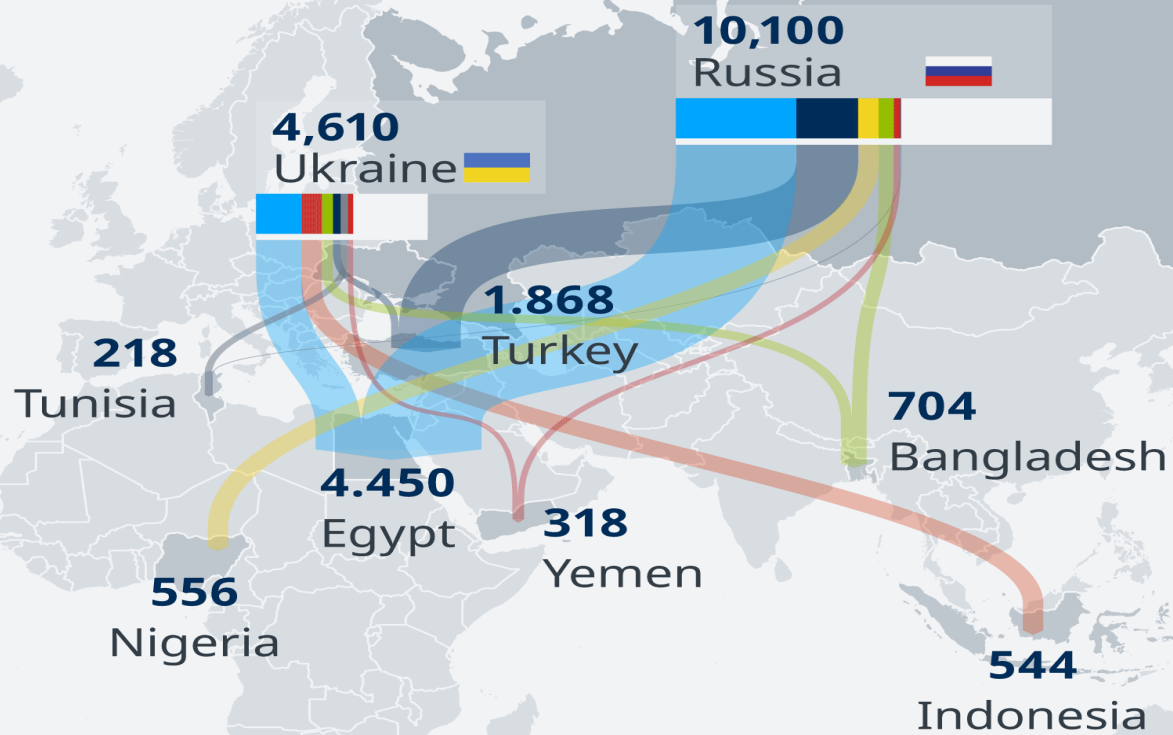 10,100
Russia
4,610
Ukraine
1.868
Turkey
218
Tunisia
704
Bangladesh
4.450
Egypt
318
Yemen
556
Nigeria
544
Indonesia